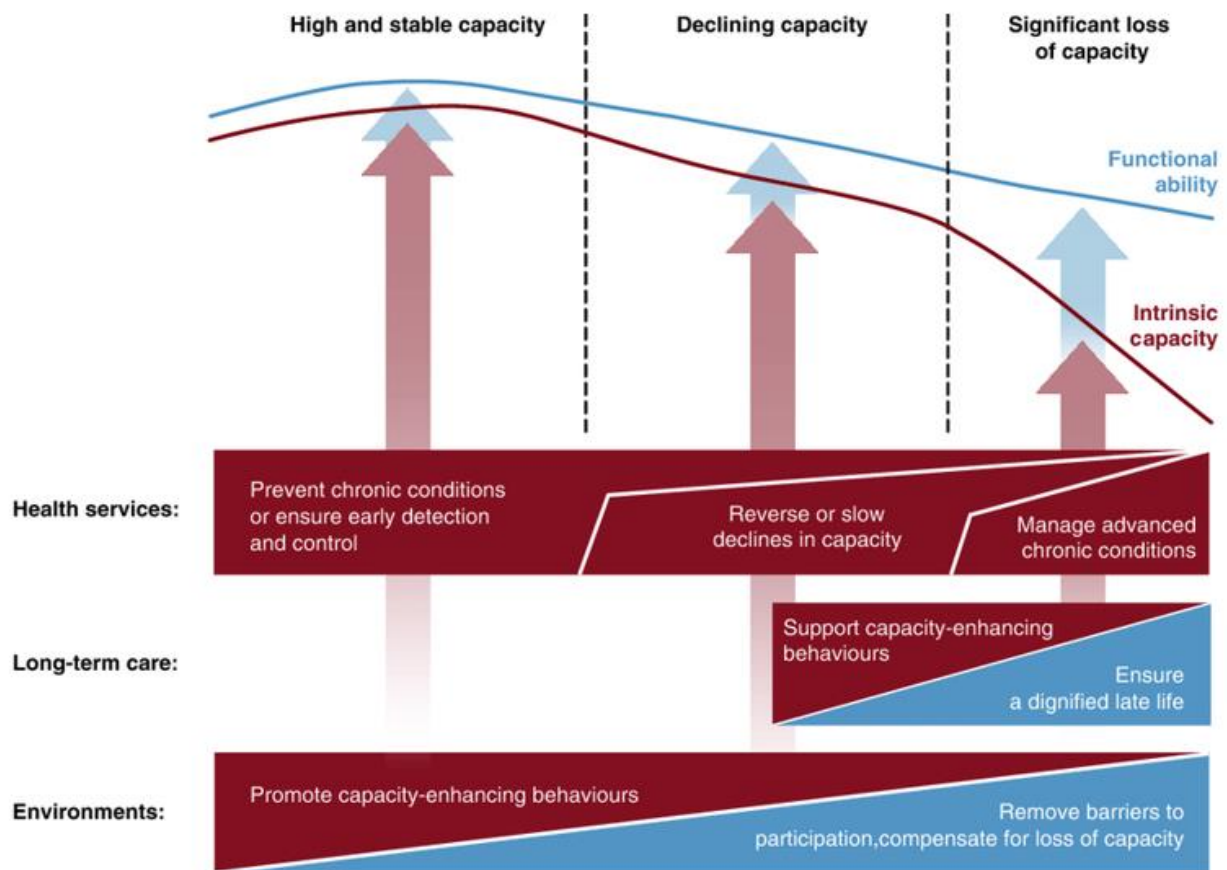 High and stable capacity
Declining capacity
Significant loss
of capacity
Functional
ability
Intrinsic
capacity
Health services:
Prevent chronic conditions
or ensure early detection
and control
Reverse or slow
declines in capacity
Manage advanced
chronic conditions
Long-term care:
Support capacity-enhancing
behaviours
Ensure
a dignified late life
Environments:
Promote capacity-enhancing behaviours
Remove barriers to
participation,compensate for loss of capacity